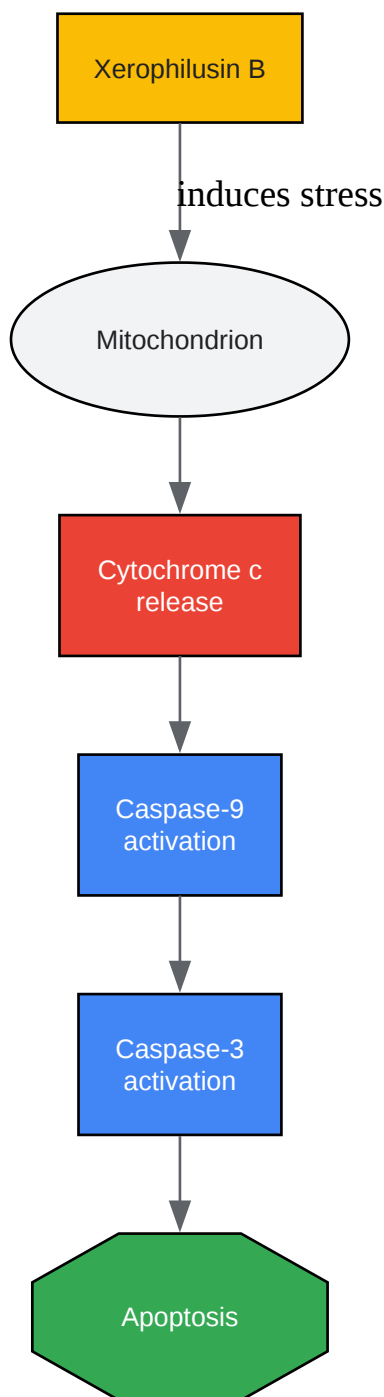 Xerophilusin B
induces stress
Mitochondrion
Cytochrome c
release
Caspase-9
activation
Caspase-3
activation
Apoptosis